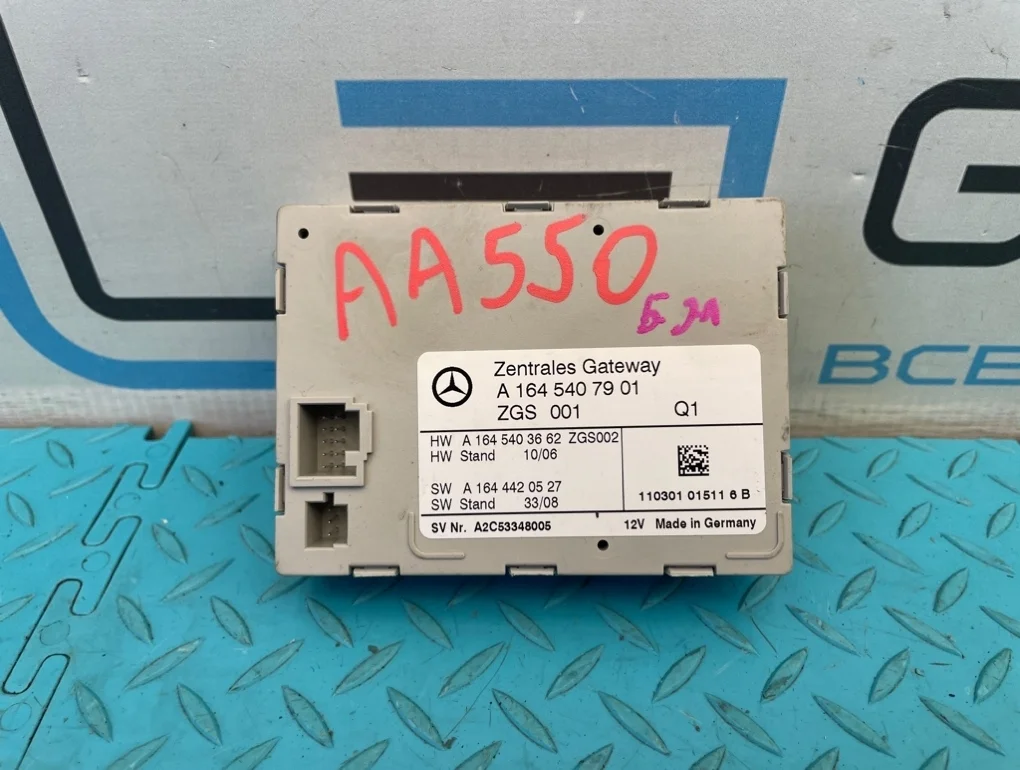 AA550
Zentrales Gateway
A 164 540 79 01
ZGS 001 Q1
HW A 164 540 36 62 ZGS002
HW Stand 10/06
SW A 164 442 05 27
SW Stand 33/08
110301 01511 6 B
SV Nr. A2C53348005 12V Made in Germany
ВСЕ